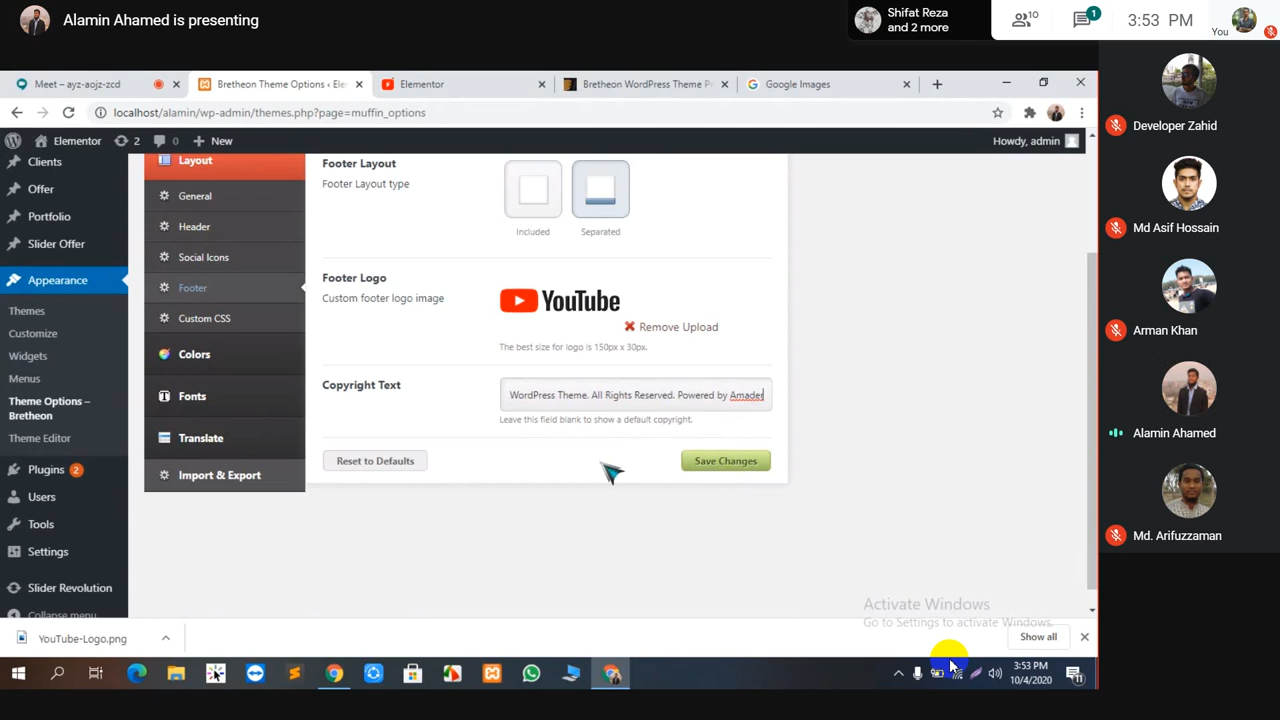 Alamin Ahamed is presenting
Shifat Reza
and 2 more
10
1
3:53 PM
You
Meet – ayz-aojz-zcd
Bretheon Theme Options ‹ Ele
Elementor
Bretheon WordPress Theme P
Google Images
localhost/alamin/wp-admin/themes.php?page=muffin_options
Elementor
2
0
New
Howdy, admin
Clients
Offer
Portfolio
Slider Offer
Appearance
Themes
Customize
Widgets
Menus
Theme Options –
Bretheon
Theme Editor
Plugins 2
Users
Tools
Settings
Slider Revolution
Collapse menu
Layout
General
Header
Social Icons
Footer
Custom CSS
Colors
Fonts
Translate
Import & Export
Footer Layout
Footer Layout type
Included
Separated
Footer Logo
Custom footer logo image
YouTube
Remove Upload
The best size for logo is 150px x 30px.
Copyright Text
WordPress Theme. All Rights Reserved. Powered by Amader
Leave this field blank to show a default copyright.
Reset to Defaults
Save Changes
Developer Zahid
Md Asif Hossain
Arman Khan
Alamin Ahamed
Md. Arifuzzaman
Activate Windows
Go to Settings to activate Windows.
YouTube-Logo.png
Show all
3:53 PM
10/4/2020